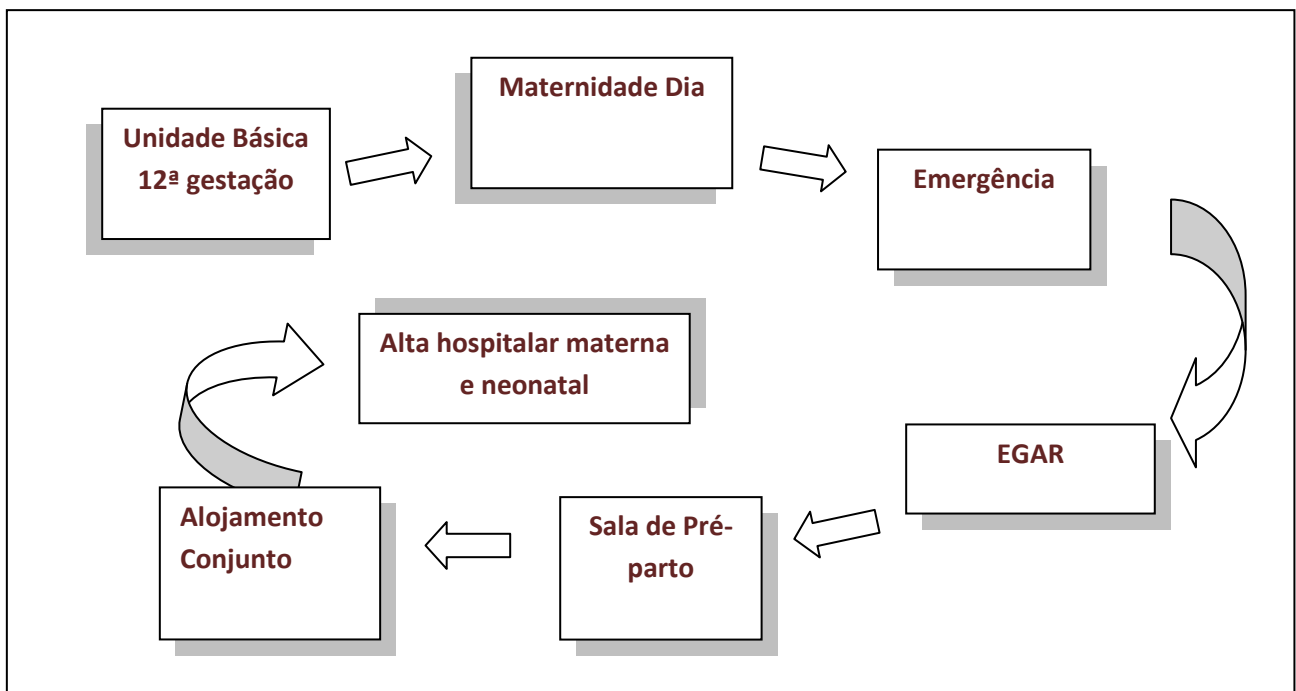 Unidade Básica
12ª gestação
Maternidade Dia
Emergência
EGAR
Sala de Pré-
parto
Alojamento
Conjunto
Alta hospitalar materna
e neonatal